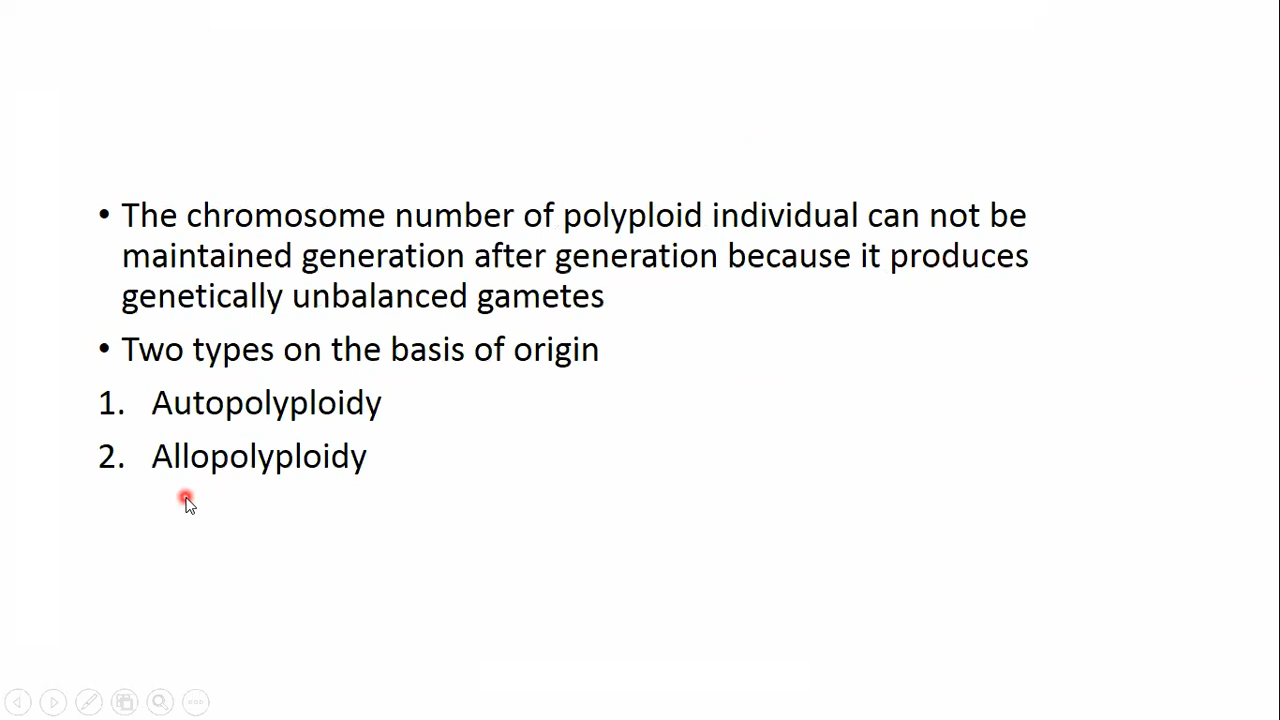 • The chromosome number of polyploid individual can not be
maintained generation after generation because it produces
genetically unbalanced gametes
• Two types on the basis of origin
1. Autopolyploidy
2. Allopolyploidy